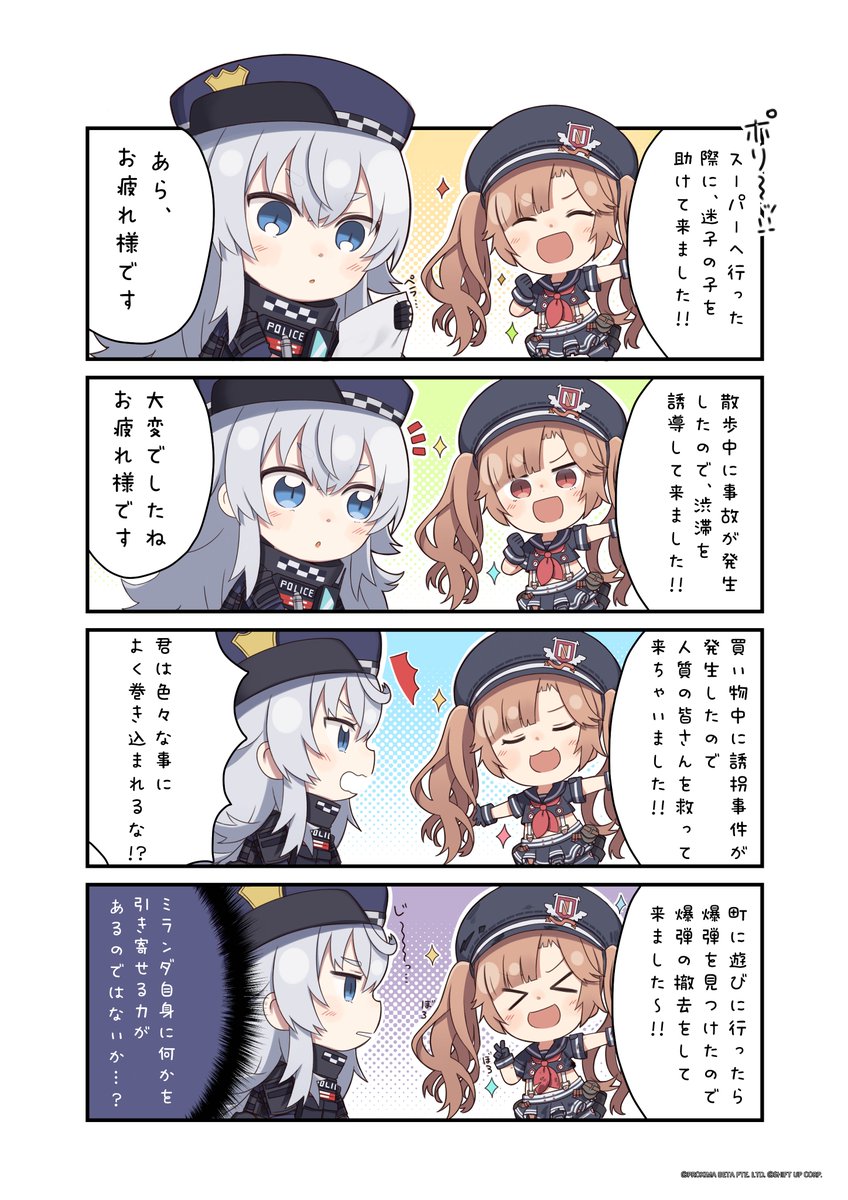 ポリ〜!!
スーパーへ行った
際に、迷子の子を
助けて来ました!!
ペラ…
あら、
お疲れ様です
POLICE
N
散歩中に事故が発生
したので、渋滞を
誘導して来ました!!
大変でしたね
お疲れ様です
POLICE
N
買い物中に誘拐事件が
発生したので
人質の皆さんを救って
来ちゃいました!!
君は色々な事に
よく巻き込まれるな!?
POLI
N
町に遊びに行ったら
爆弾を見つけたので
爆弾の撤去をして
来ました〜!!
ぼろ
ぼろ
じ〜〜っ…
ミランダ自身に何かを
引き寄せる力が
あるのではないか…?
POLI
N
©PROXIMA BETA PTE. LTD. ©SHIFT UP CORP.